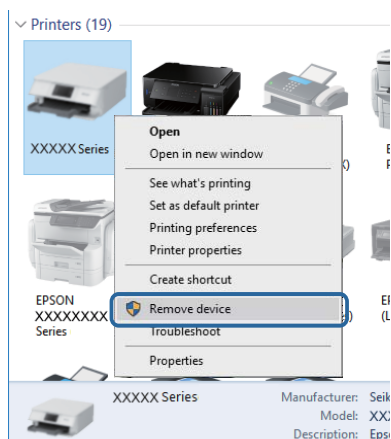 Printers (19)
XXXXX Series
Open
Open in new window
See what's printing
Set as default printer
Printing preferences
Printer properties
Create shortcut
Remove device
Troubleshoot
Properties
EPSON
XXXXXXXX
Series
XXXXX Series
Manufacturer:
Model:
Description: